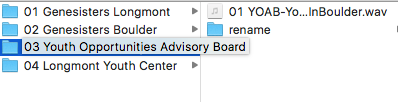 01 Genesisters Longmont
02 Genesisters Boulder
03 Youth Opportunities Advisory Board
04 Longmont Youth Center
01 YOAB-Yo...InBoulder.wav
rename